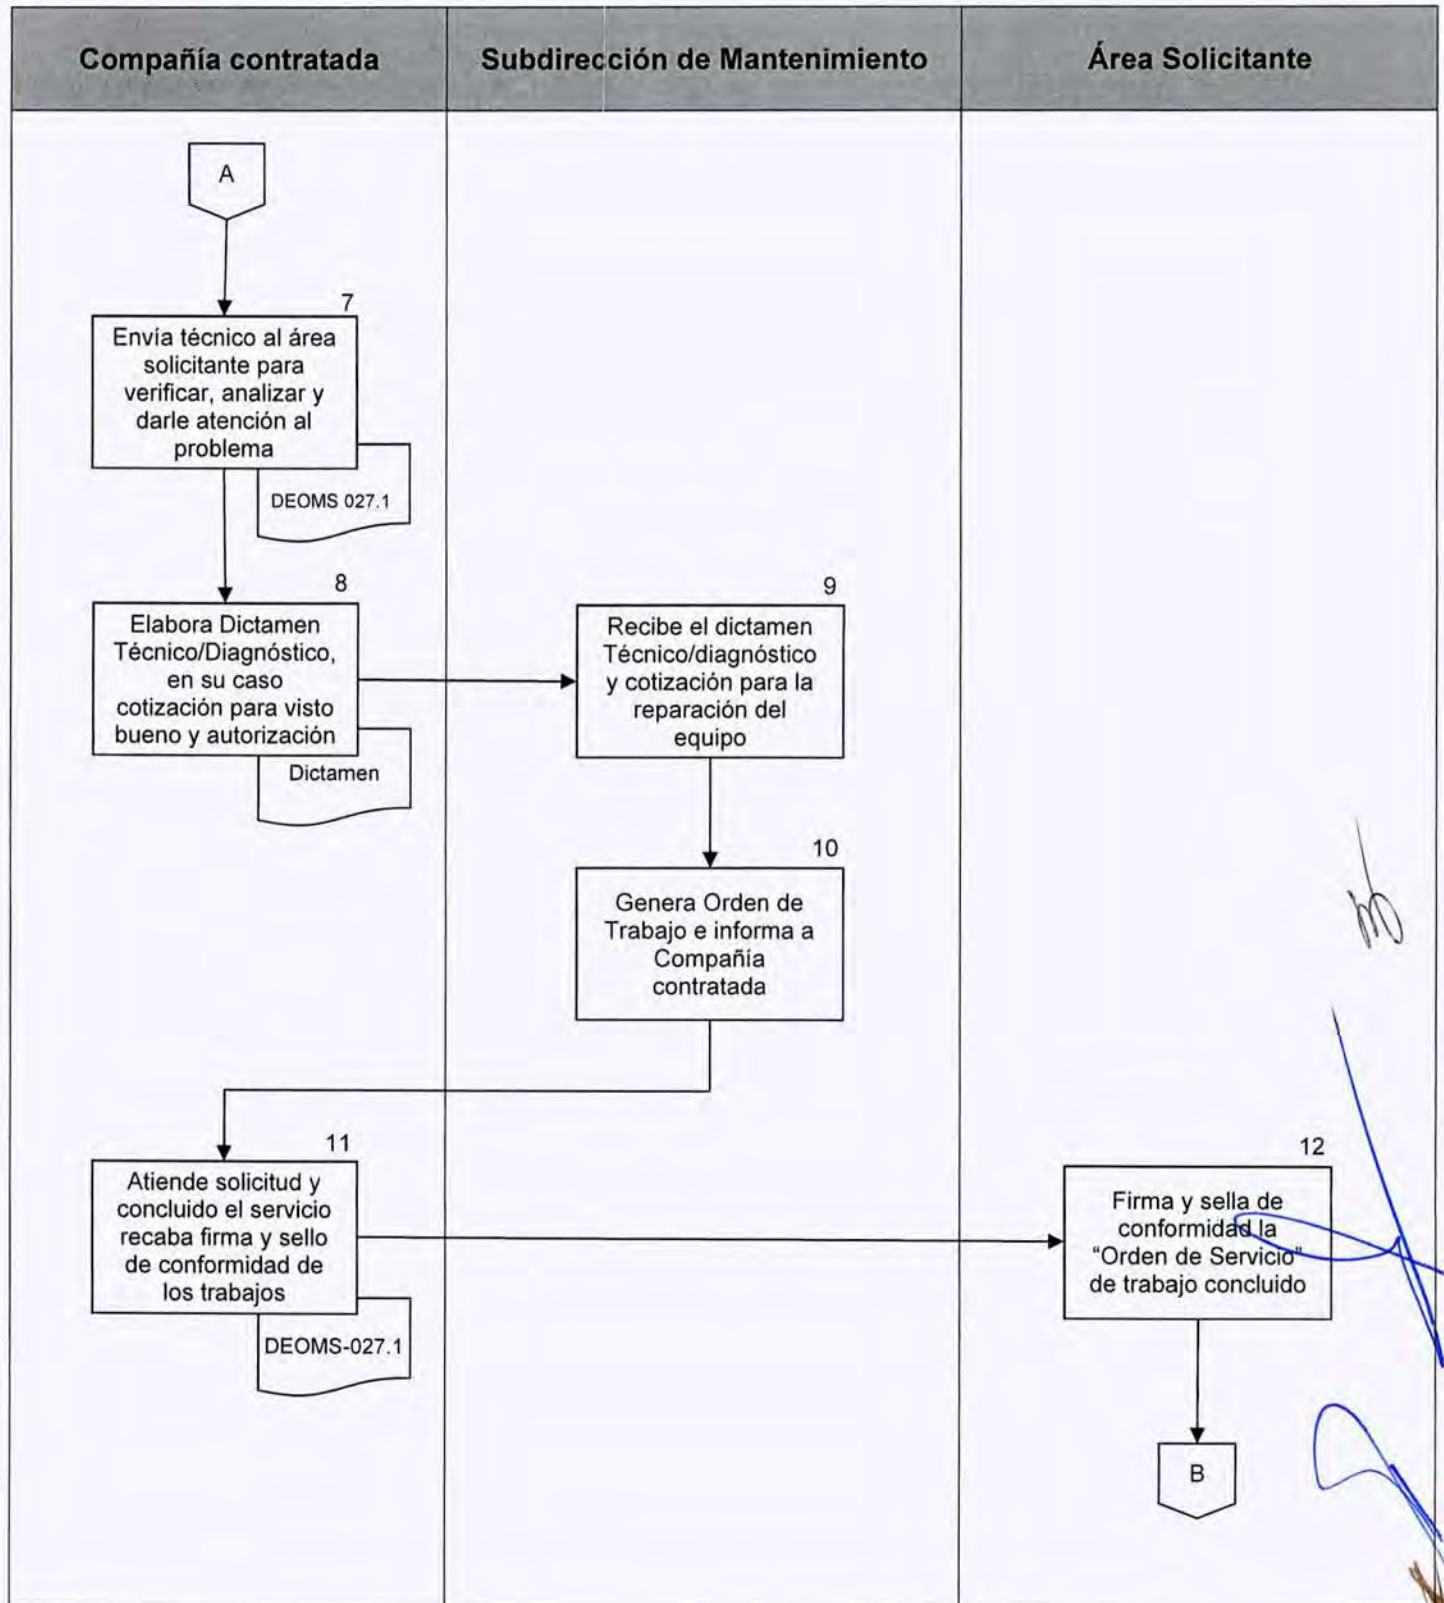 Compañía contratada
Subdirección de Mantenimiento
Área Solicitante
A
7
Envía técnico al área
solicitante para
verificar, analizar y
darle atención al
problema
DEOMS 027.1
8
Elabora Dictamen
Técnico/Diagnóstico,
en su caso
cotización para visto
bueno y autorización
Dictamen
9
Recibe el dictamen
Técnico/diagnóstico
y cotización para la
reparación del
equipo
10
Genera Orden de
Trabajo e informa a
Compañía
contratada
11
Atiende solicitud y
concluido el servicio
recaba firma y sello
de conformidad de
los trabajos
DEOMS-027.1
12
Firma y sella de
conformidad la
“Orden de Servicio”
de trabajo concluido
B